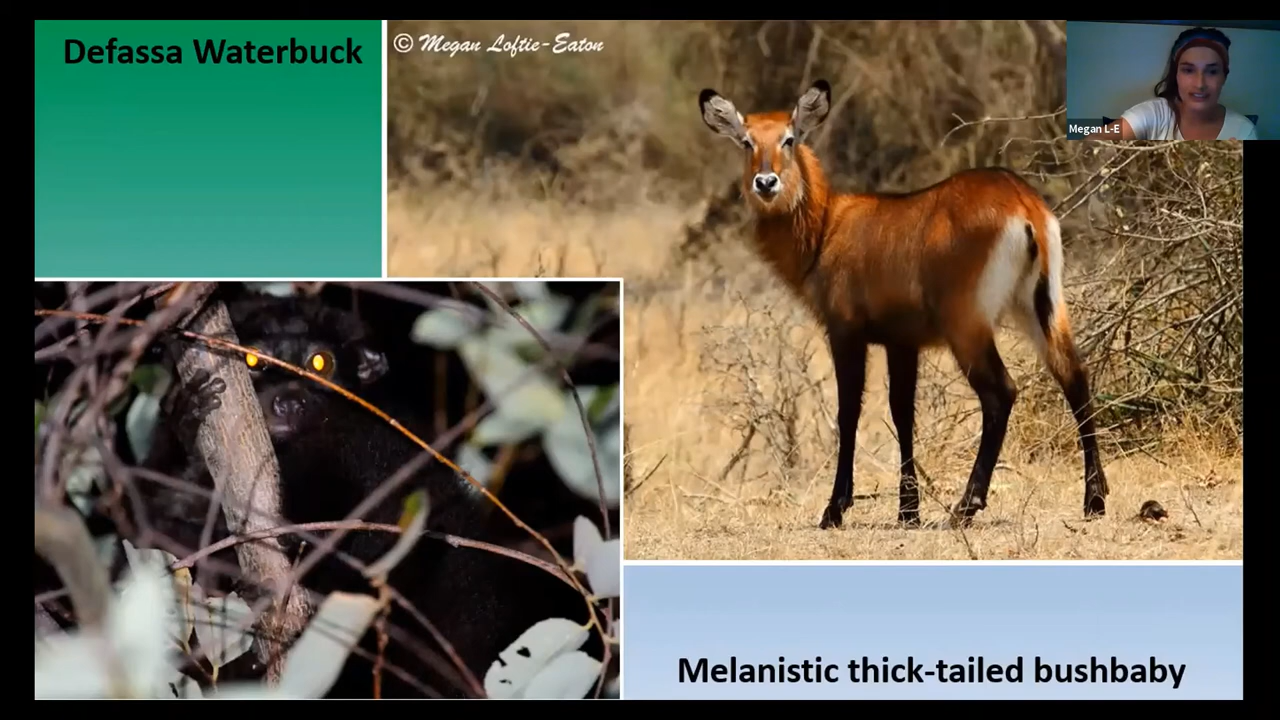 Defassa Waterbuck
© Megan Loftie-Eaton
Megan L-E
Melanistic thick-tailed bushbaby